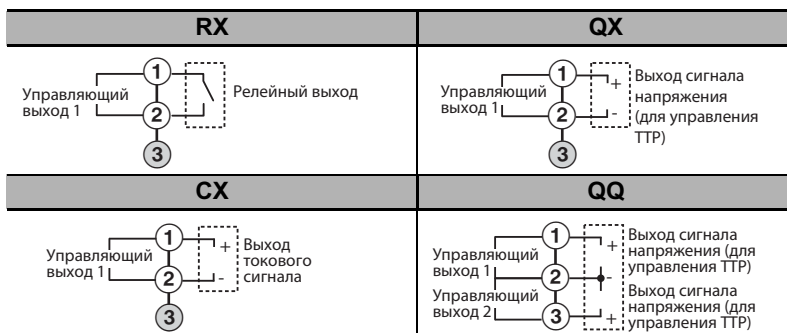 RX
QX
Управляющий
выход 1
1
2
3
Релейный выход
Управляющий
выход 1
1
2
3
+
-
Выход сигнала
напряжения
(для управления
ТТР)
CX
QQ
Управляющий
выход 1
1
2
3
+
-
Выход
токового
сигнала
Управляющий
выход 1
Управляющий
выход 2
1
2
3
+
-
+
Выход сигнала
напряжения (для
управления ТТР)
Выход сигнала
напряжения (для
управления ТТР)